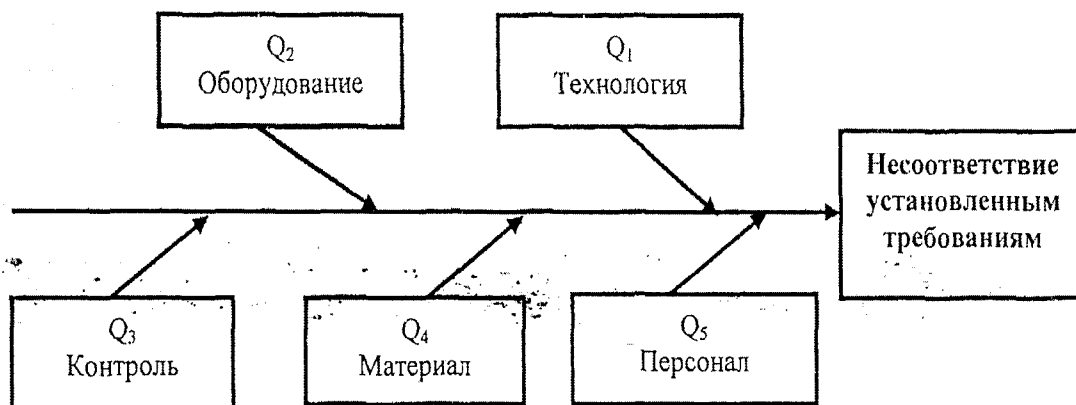 Q₂
Оборудование
Q₁
Технология
Несоответствие
установленным
требованиям
Q₃
Контроль
Q₄
Материал
Q₅
Персонал